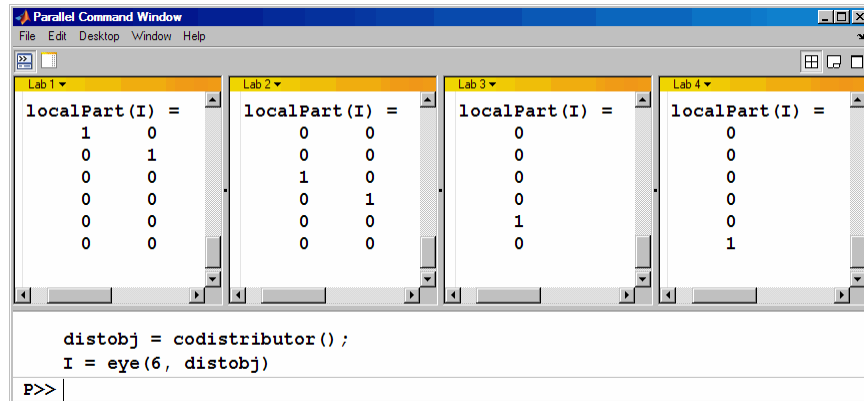 Parallel Command Window
File Edit Desktop Window Help
Lab 1
localPart(I) =
1 0
0 1
0 0
0 0
0 0
0 0
Lab 2
localPart(I) =
0 0
0 0
1 0
0 1
0 0
0 0
Lab 3
localPart(I) =
0
0
0
0
1
0
Lab 4
localPart(I) =
0
0
0
0
0
1
distobj = codistributor();
I = eye(6, distobj)
P>>